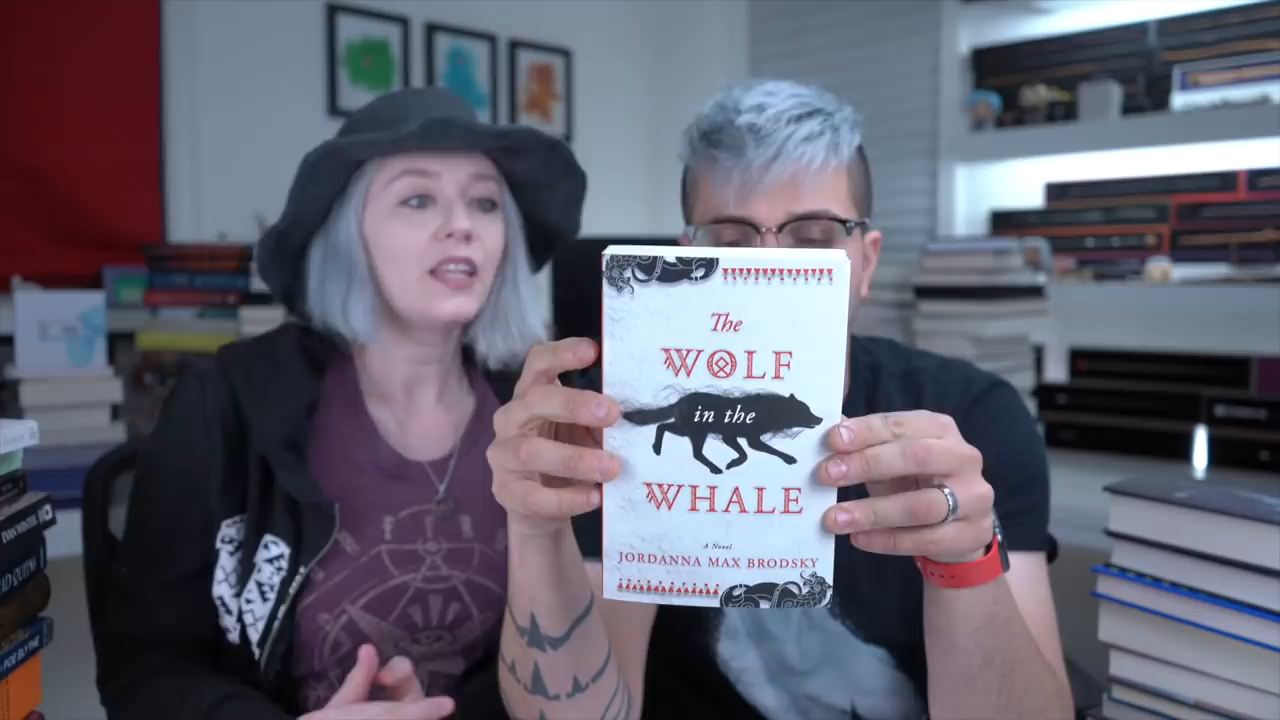 The
WOLF
in the
WHALE
A Novel
JORDANNA MAX BRODSKY